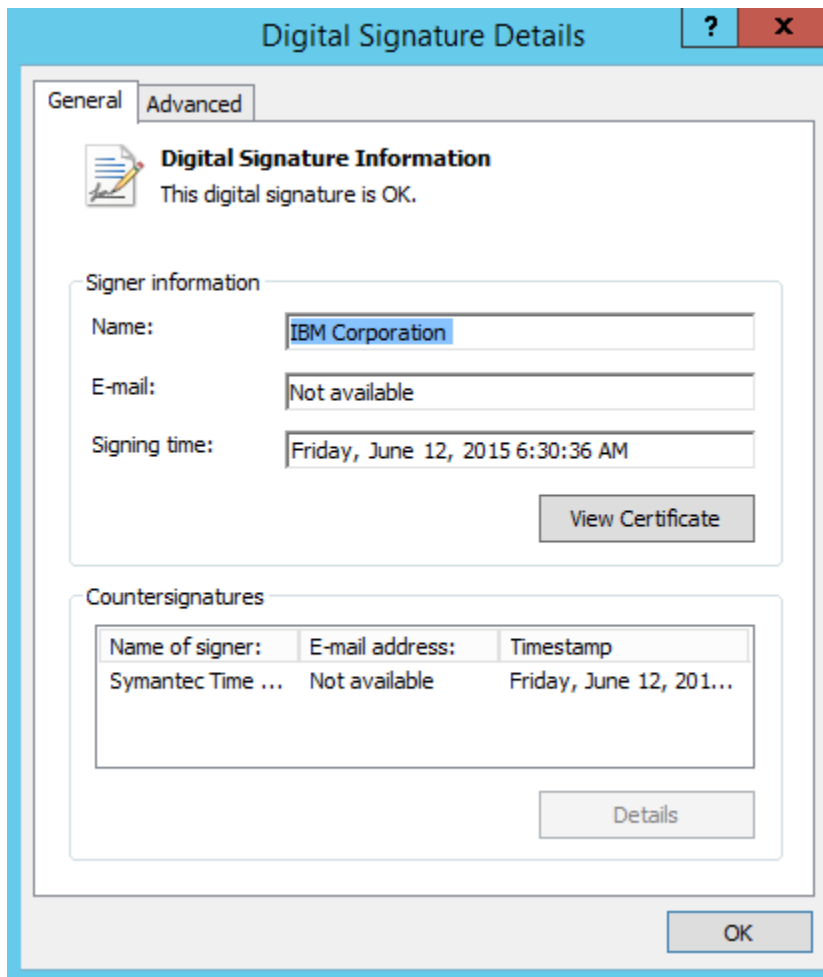 Digital Signature Details
? x
General Advanced
Digital Signature Information
This digital signature is OK.
Signer information
Name: IBM Corporation
E-mail: Not available
Signing time: Friday, June 12, 2015 6:30:36 AM
View Certificate
Countersignatures
Name of signer: E-mail address: Timestamp
Symantec Time ... Not available Friday, June 12, 201...
Details
OK